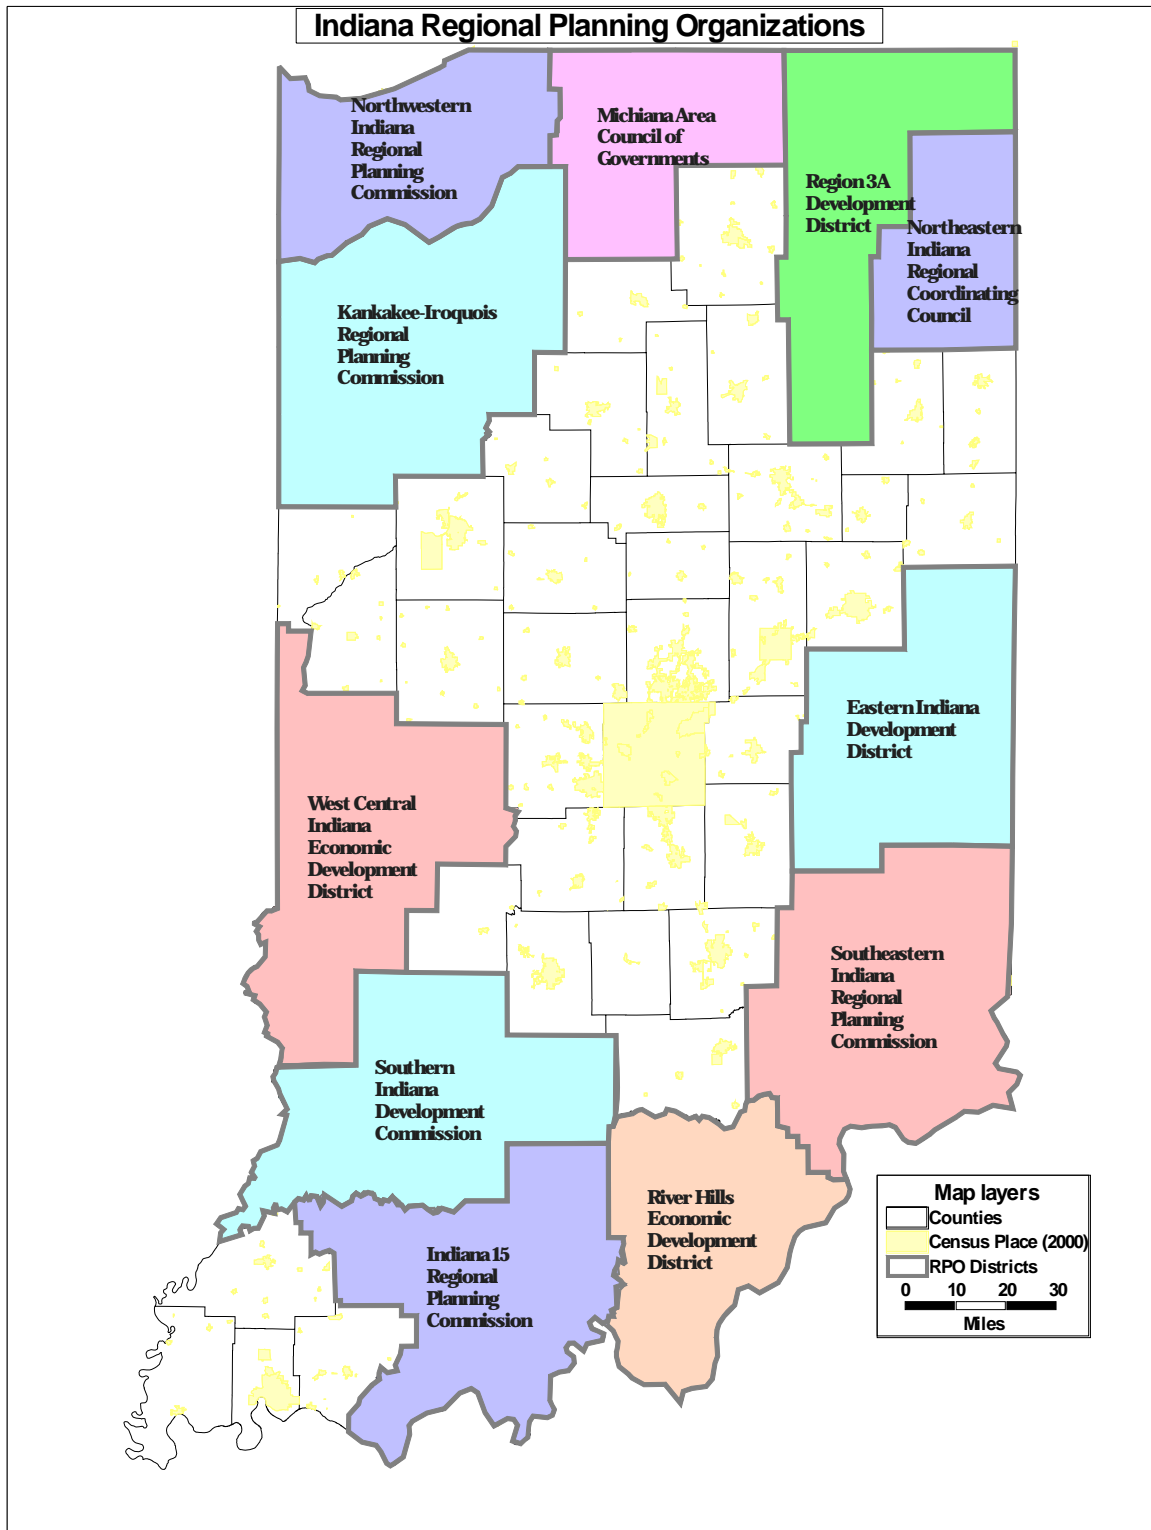 Indiana Regional Planning Organizations
Northwestern
Indiana
Regional
Planning
Commission
Michiana Area
Council of
Governments
Region 3A
Development
District
Northeastern
Indiana
Regional
Coordinating
Council
Kankakee-Iroquois
Regional
Planning
Commission
Eastern Indiana
Development
District
West Central
Indiana
Economic
Development
District
Southeastern
Indiana
Regional
Planning
Commission
Southern
Indiana
Development
Commission
River Hills
Economic
Development
District
Indiana 15
Regional
Planning
Commission
Map layers
Counties
Census Place (2000)
RPO Districts
0 10 20 30
Miles